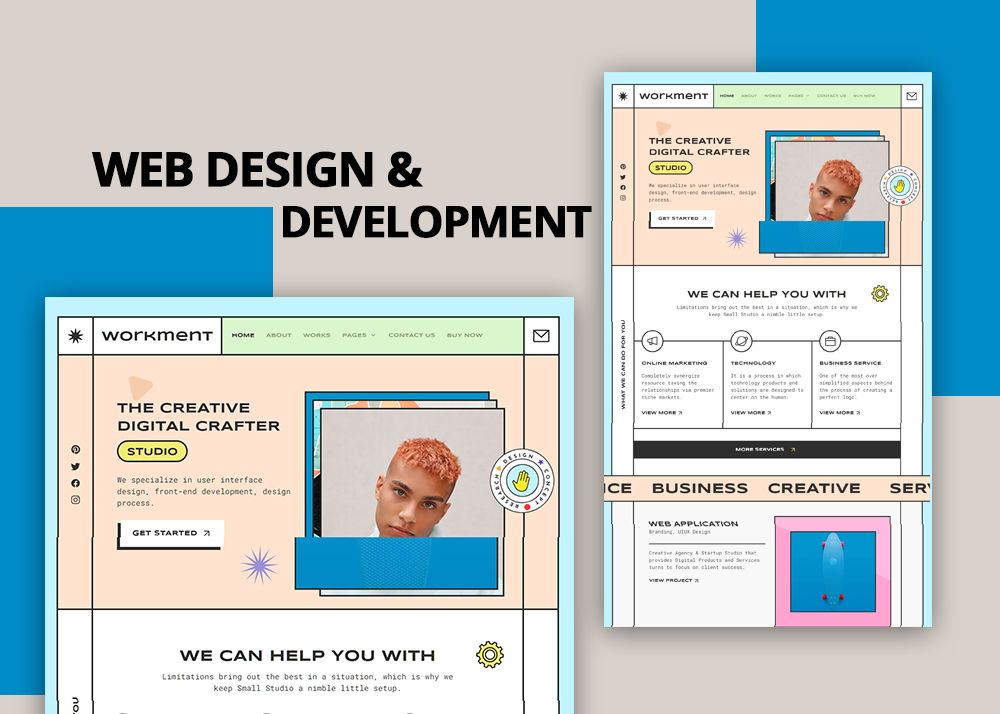 WEB DESIGN &
DEVELOPMENT
workment
HOME ABOUT WORKS PAGES CONTACT US BUY NOW
THE CREATIVE
DIGITAL CRAFTER
STUDIO
We specialize in user interface
design, front-end development, design
process.
GET STARTED
DESIGN CONCEPT RESEARCH
WE CAN HELP YOU WITH
Limitations bring out the best in a situation, which is why we
keep Small Studio a nimble little setup.
YOU
workment
HOME ABOUT WORKS PAGES CONTACT US BUY NOW
THE CREATIVE
DIGITAL CRAFTER
STUDIO
We specialize in user interface
design, front-end development, design
process.
GET STARTED
DESIGN CONCEPT RESEARCH
WE CAN HELP YOU WITH
Limitations bring out the best in a situation, which is why we
keep Small Studio a nimble little setup.
WHAT WE CAN DO FOR YOU
ONLINE MARKETING
Completely synergize
resource taxing the
relationships via premier
niche markets.
VIEW MORE
TECHNOLOGY
It is a process in which
technology products and
solutions are designed to
center on the human.
VIEW MORE
BUSINESS SERVICE
One of the most over
simplified aspects behind
the process of creating a
perfect logo.
VIEW MORE
MORE SERVICES
ICE BUSINESS CREATIVE SERV
WEB APPLICATION
Branding, UIUX Design
Creative Agency & Startup Studio that
provides Digital Products and Services
turns to focus on client success.
VIEW PROJECT